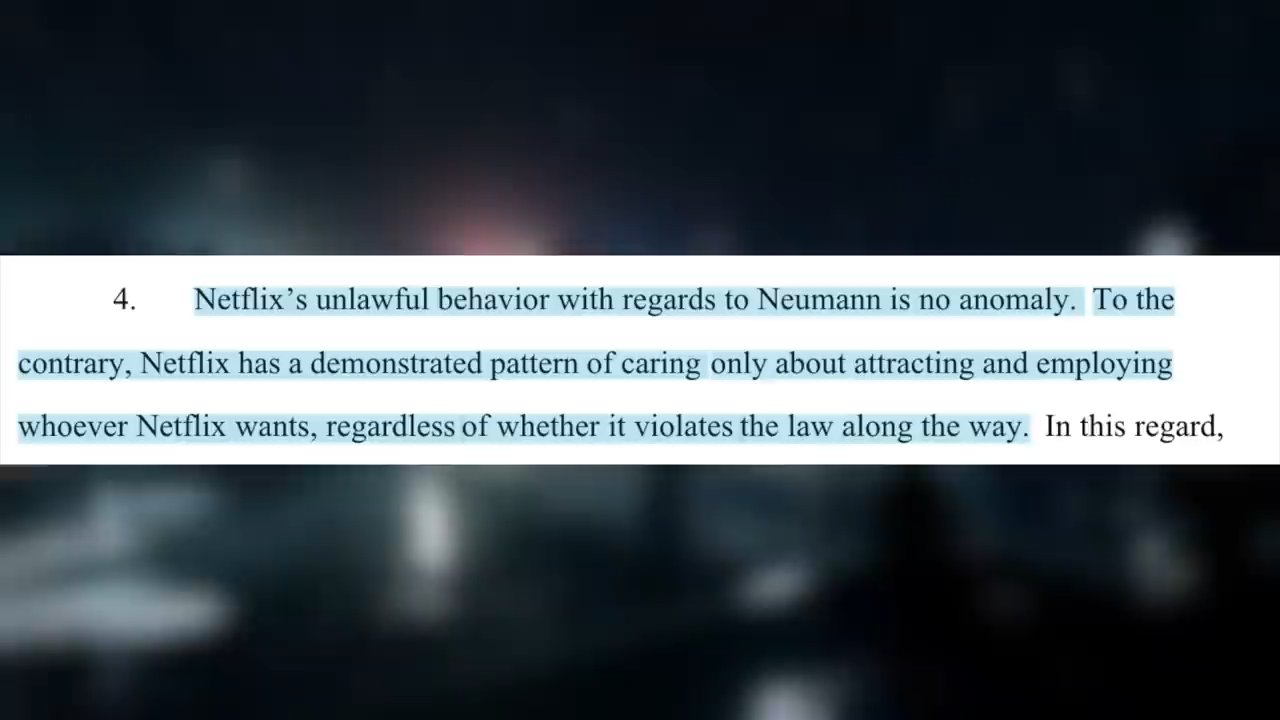 4. Netflix’s unlawful behavior with regards to Neumann is no anomaly. To the
contrary, Netflix has a demonstrated pattern of caring only about attracting and employing
whoever Netflix wants, regardless of whether it violates the law along the way. In this regard,